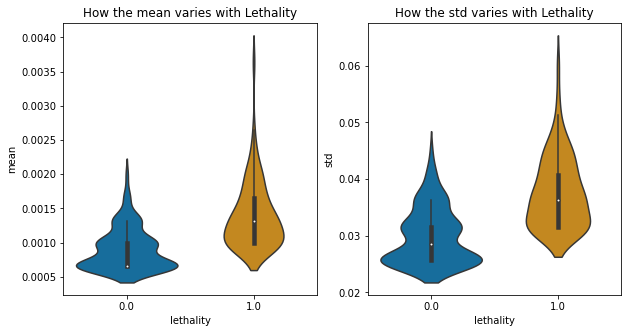 How the mean varies with Lethality
0.0040
0.0035
0.0030
0.0025
0.0020
0.0015
0.0010
0.0005
mean
0.0
1.0
lethality
How the std varies with Lethality
0.06
0.05
0.04
0.03
0.02
std
0.0
1.0
lethality